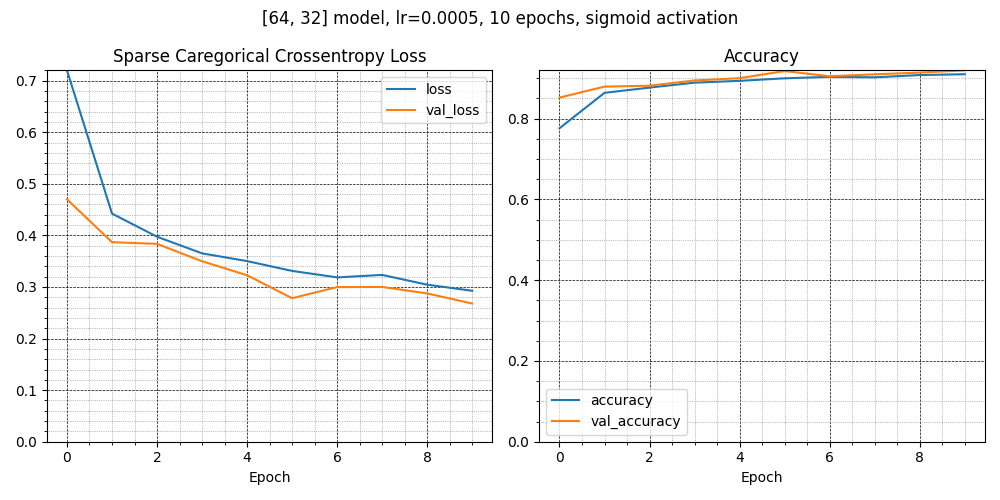 [64, 32] model, lr=0.0005, 10 epochs, sigmoid activation
Sparse Caregorical Crossentropy Loss
0.7
0.6
0.5
0.4
0.3
0.2
0.1
0.0
loss
val_loss
0 2 4 6 8
Epoch
Accuracy
0.8
0.6
0.4
0.2
0.0
accuracy
val_accuracy
0 2 4 6 8
Epoch